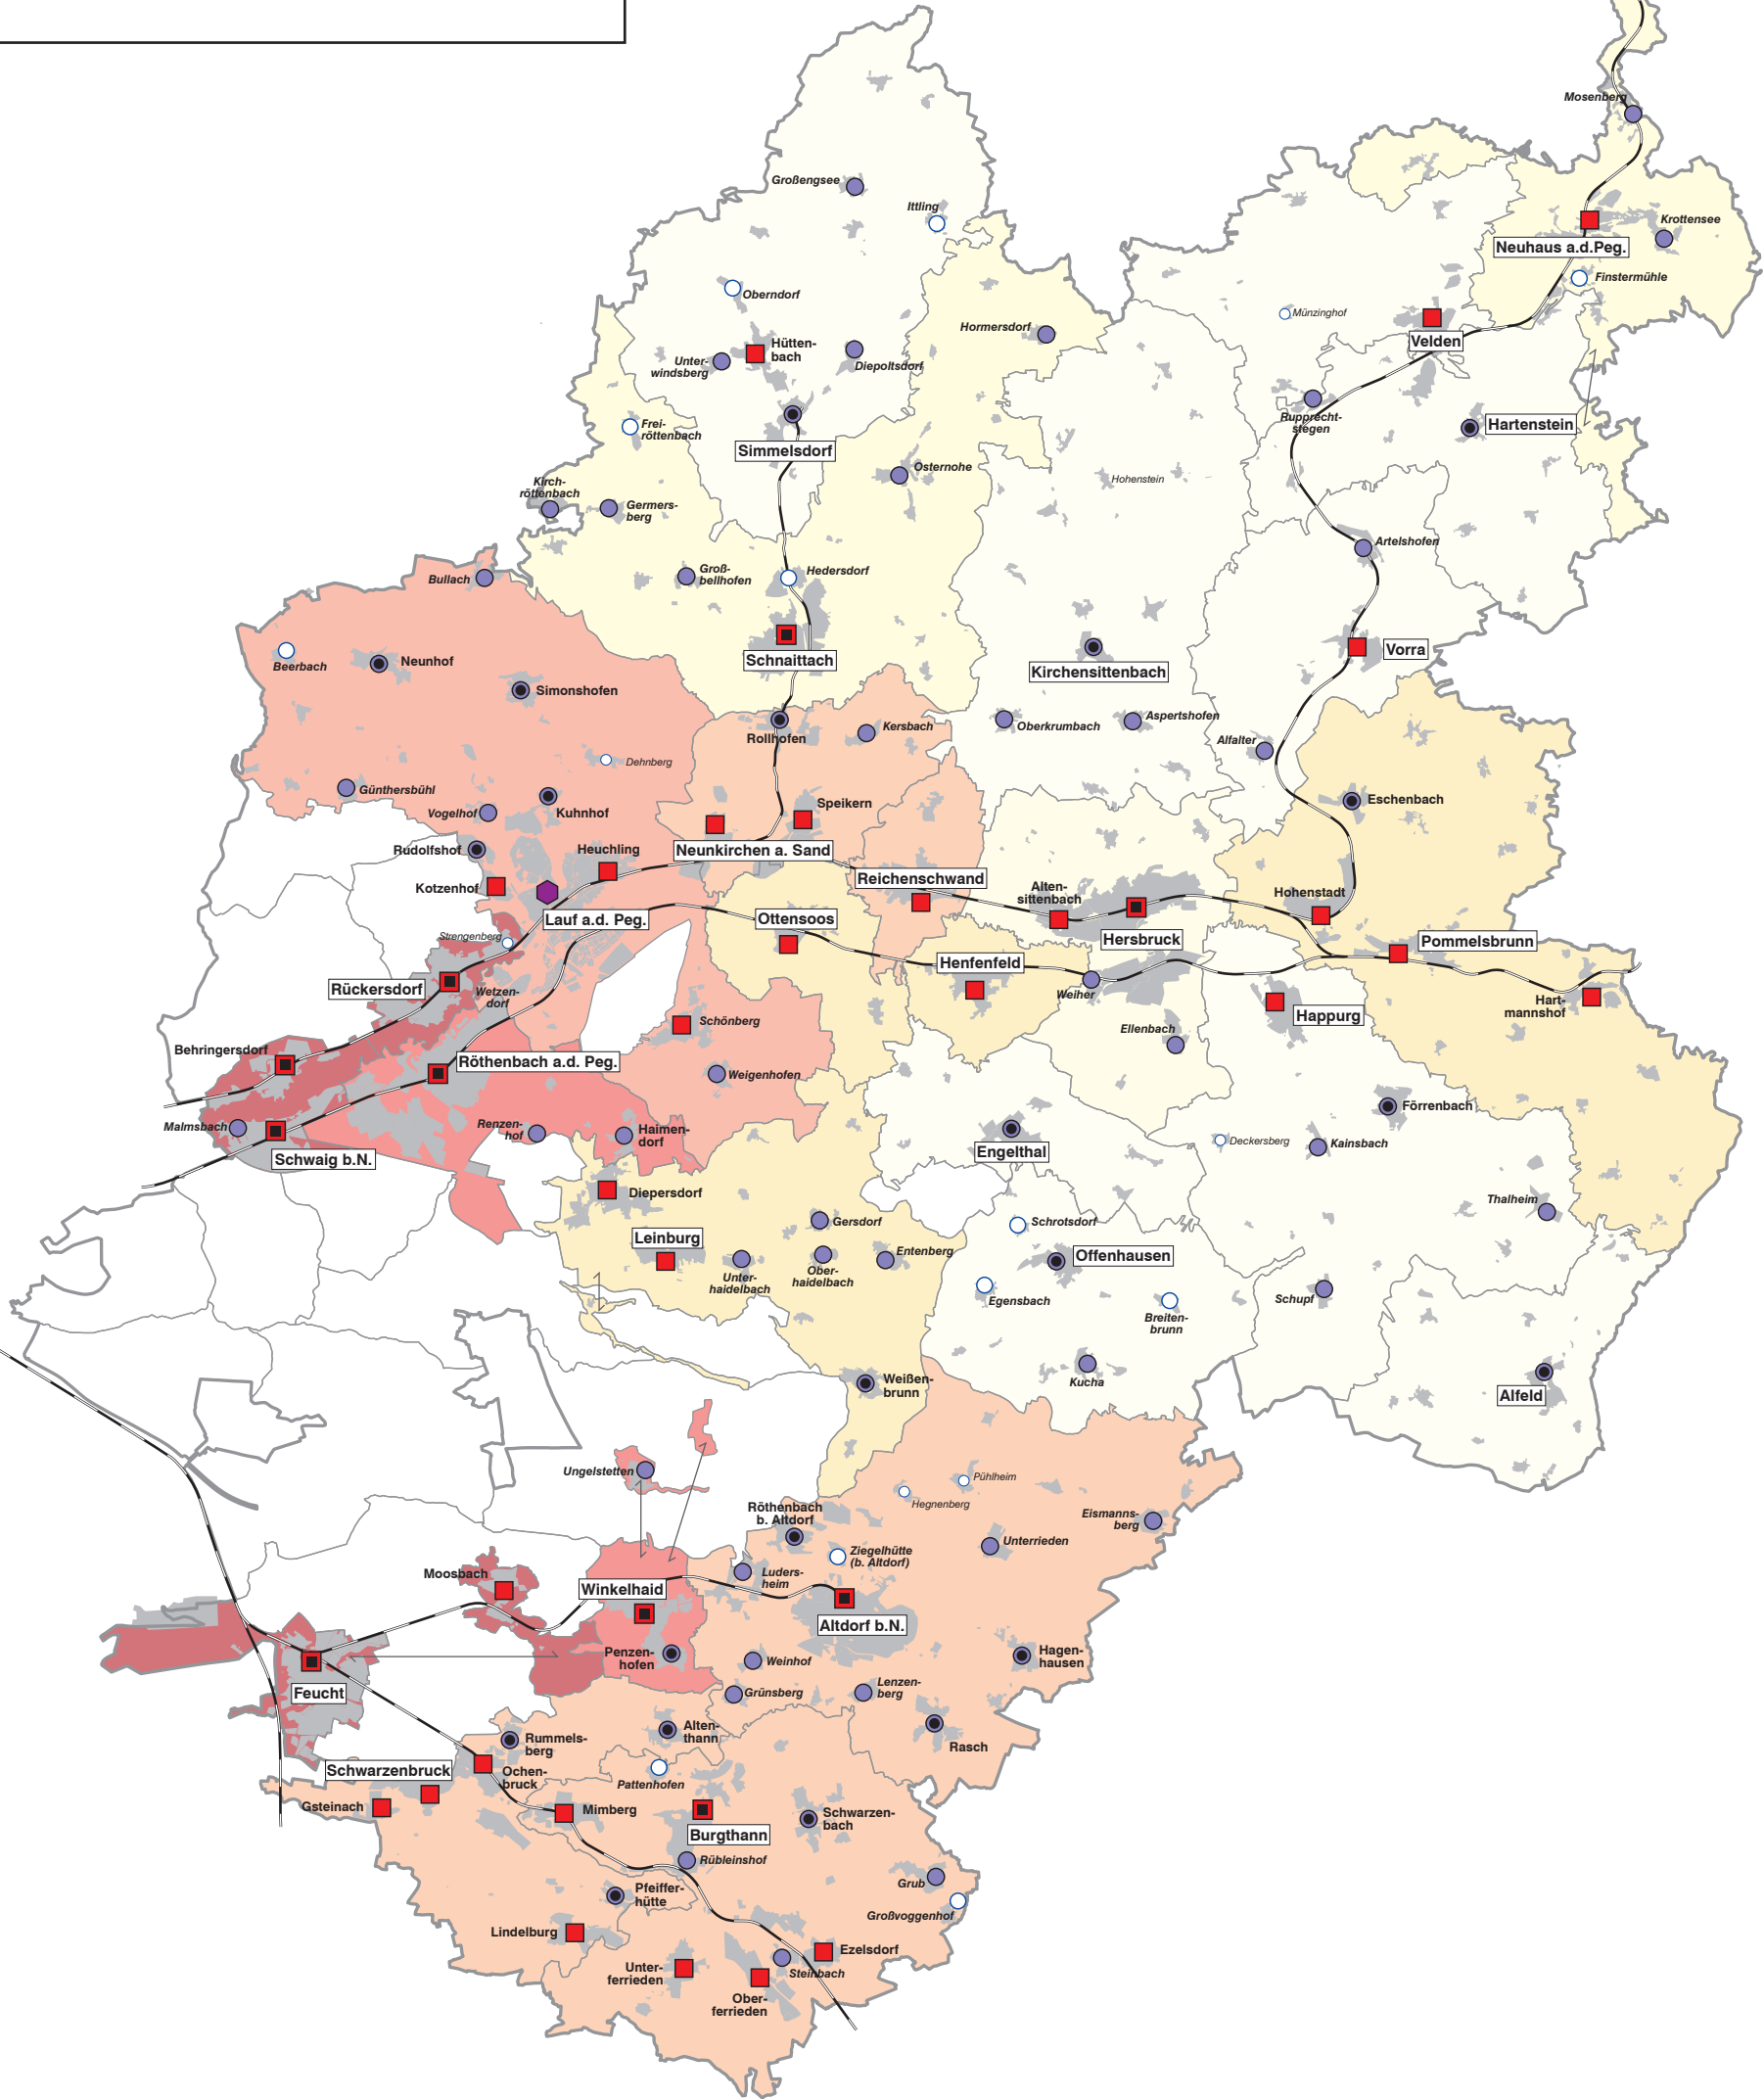 Mosenberg
Großengsee
Ittling
Krottensee
Neuhaus a.d.Peg.
Finstermühle
Oberndorf
Münzinghof
Hormersdorf
Velden
Hütten-
bach
Unter-
windsberg
Diepoltsdorf
Rupprecht-
stegen
Hartenstein
Frei-
röttenbach
Simmelsdorf
Osternohe
Hohenstein
Kirch-
röttenbach
Germers-
berg
Artelshofen
Bullach
Groß-
bellhofen
Hedersdorf
Schnaittach
Vorra
Kirchensittenbach
Beerbach
Neunhof
Simonshofen
Rollhofen
Kersbach
Oberkrumbach
Aspertshofen
Alfalter
Dehnberg
Günthersbühl
Vogelhof
Kuhnhof
Speikern
Eschenbach
Rudolfshof
Heuchling
Neunkirchen a. Sand
Kotzenhof
Reichenschwand
Alten-
sittenbach
Hohenstadt
Lauf a.d. Peg.
Ottensoos
Strengenberg
Hersbruck
Pommelsbrunn
Henfenfeld
Rückersdorf
Wetzen-
dorf
Weiher
Happurg
Hart-
mannshof
Schönberg
Ellenbach
Behringersdorf
Röthenbach a.d. Peg.
Weigenhofen
Förrenbach
Malmsbach
Renzen-
hof
Haimen-
dorf
Deckersberg
Kainsbach
Engelthal
Schwaig b.N.
Diepersdorf
Thalheim
Gersdorf
Schrotsdorf
Leinburg
Entenberg
Offenhausen
Unter-
haidelbach
Ober-
haidelbach
Egensbach
Breiten-
brunn
Schupf
Kucha
Weißen-
brunn
Alfeld
Ungelstetten
Pühlheim
Hegnenberg
Röthenbach
b. Altdorf
Eismanns-
berg
Unterrieden
Ziegelhütte
(b. Altdorf)
Moosbach
Luders-
heim
Winkelhaid
Altdorf b.N.
Penzen-
hofen
Weinhof
Hagen-
hausen
Feucht
Grünsberg
Lenzen-
berg
Rummels-
berg
Alten-
thann
Rasch
Schwarzenbruck
Ochen-
bruck
Pattenhofen
Gsteinach
Mimberg
Burgthann
Schwarzen-
bach
Rübleinshof
Grub
Pfeiffer-
hütte
Großvoggenhof
Lindelburg
Ezelsdorf
Unter-
ferrieden
Steinbach
Ober-
ferrieden